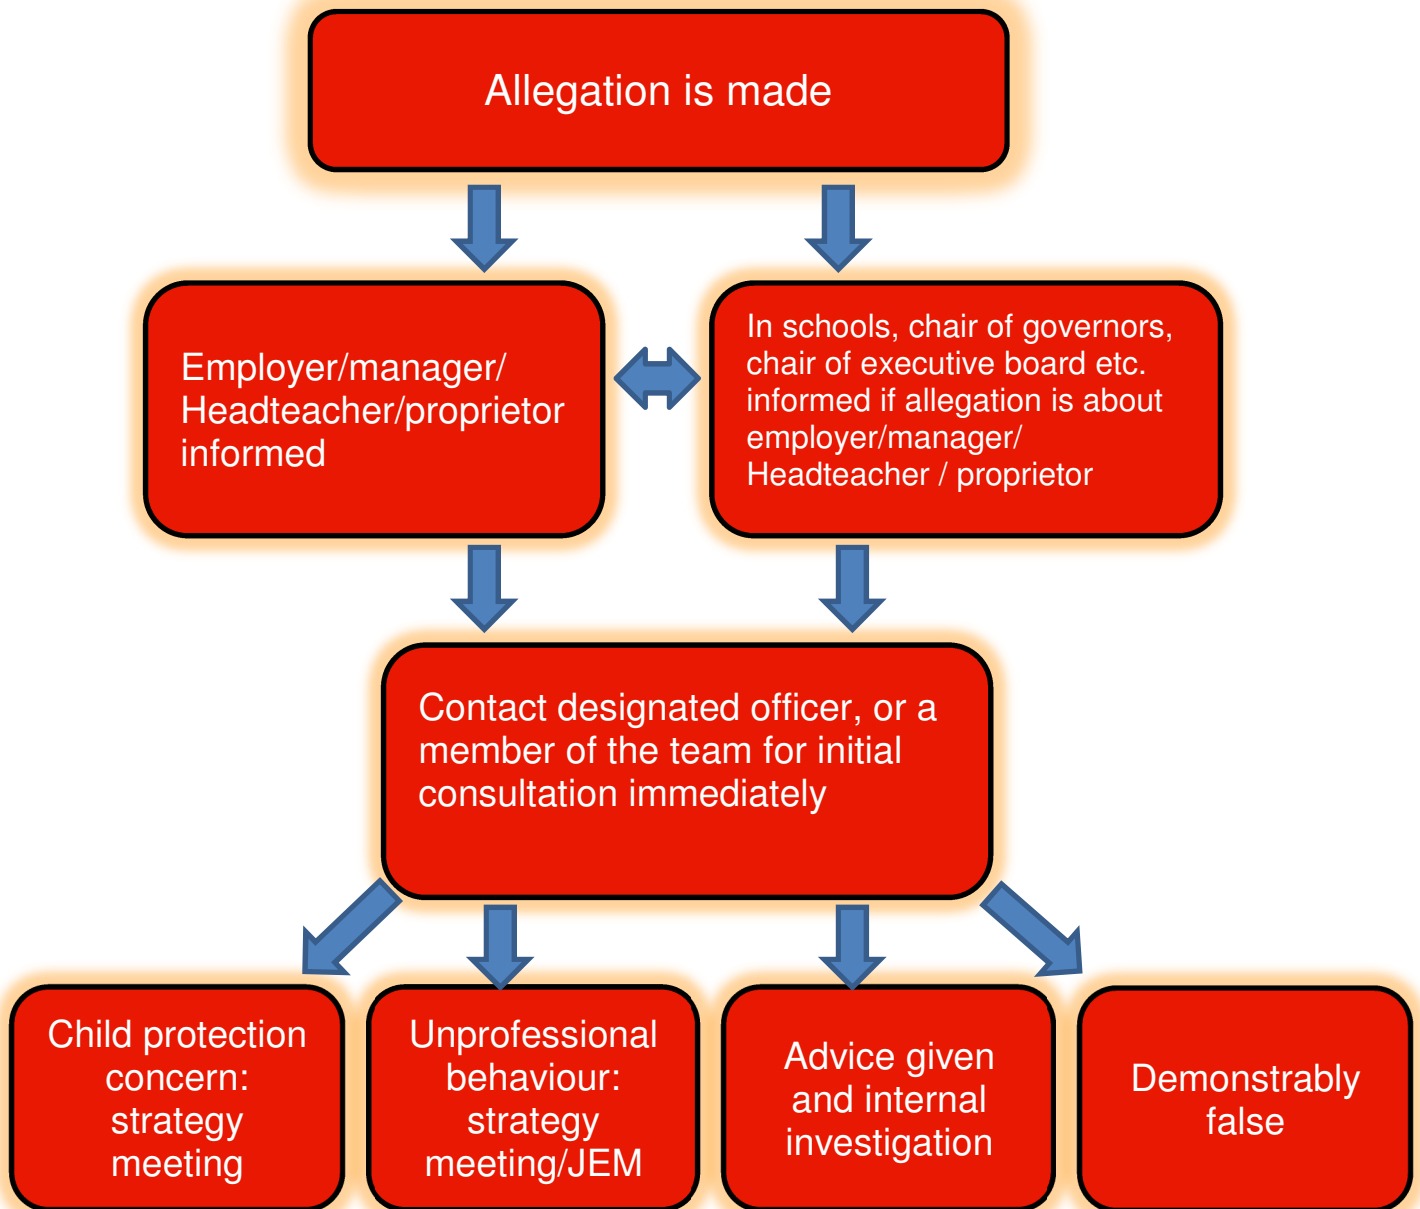 Allegation is made
Employer/manager/
Headteacher/proprietor
informed
In schools, chair of governors,
chair of executive board etc.
informed if allegation is about
employer/manager/
Headteacher / proprietor
Contact designated officer, or a
member of the team for initial
consultation immediately
Child protection
concern:
strategy
meeting
Unprofessional
behaviour:
strategy
meeting/JEM
Advice given
and internal
investigation
Demonstrably
false